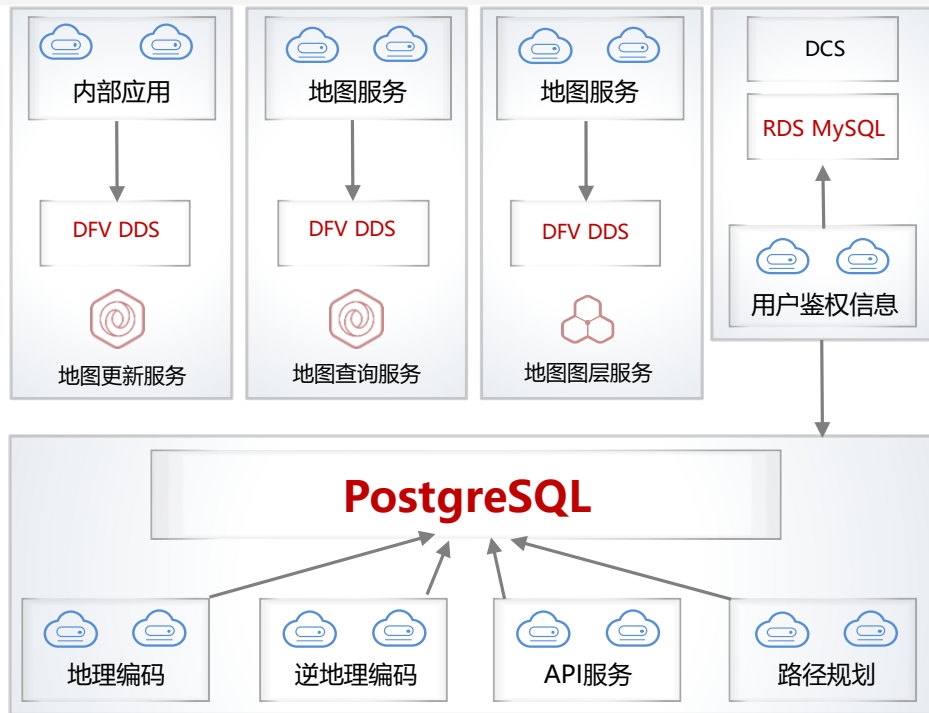 内部应用
DFV DDS
地图更新服务
地图服务
DFV DDS
地图查询服务
地图服务
DFV DDS
地图图层服务
DCS
RDS MySQL
用户鉴权信息
PostgreSQL
地理编码
逆地理编码
API服务
路径规划